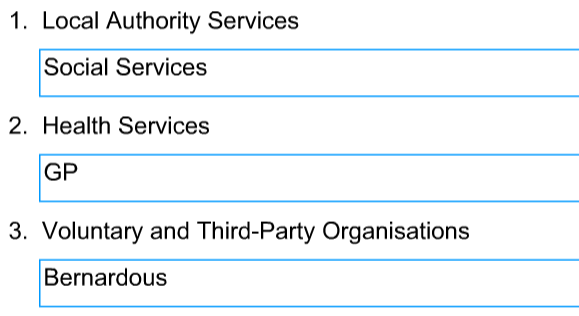 1. Local Authority Services
Social Services
2. Health Services
GP
3. Voluntary and Third-Party Organisations
Bernardous